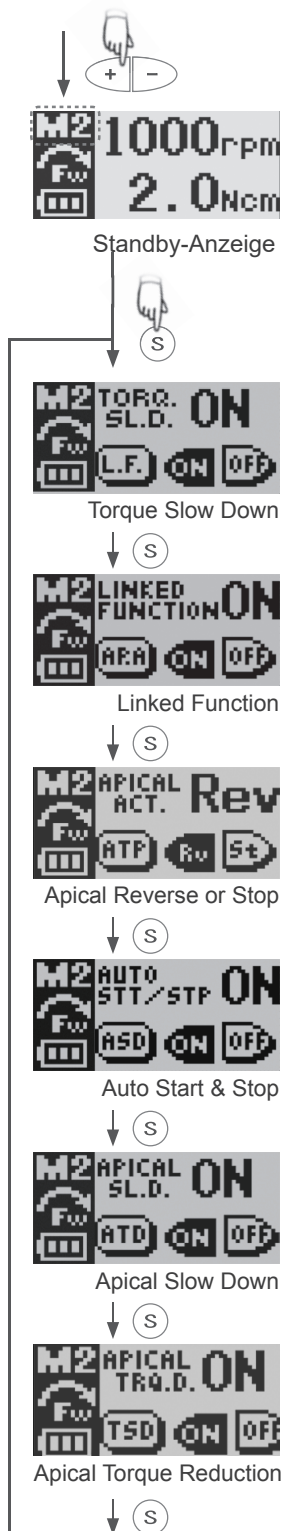 + −
M2 1000rpm
Fw 2.0Ncm
Standby-Anzeige
S
M2 TORQ.
SL.D. ON
Fw L.F. ON OFF
Torque Slow Down
S
M2 LINKED
FUNCTION ON
Fw AR.A ON OFF
Linked Function
S
M2 APICAL
ACT. Rev
Fw ATP Rv St
Apical Reverse or Stop
S
M2 AUTO
STT/STP ON
Fw ASD ON OFF
Auto Start & Stop
S
M2 APICAL
SL.D. ON
Fw ATD ON OFF
Apical Slow Down
S
M2 APICAL
TRQ.D. ON
Fw TSD ON OFF
Apical Torque Reduction
S